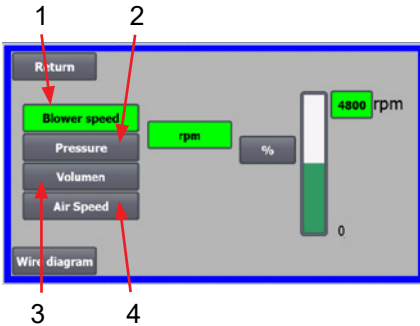 1 2
Return
4800 rpm
Blower speed
rpm
Pressure
%
Volumen
Air Speed
0
Wire diagram
3 4